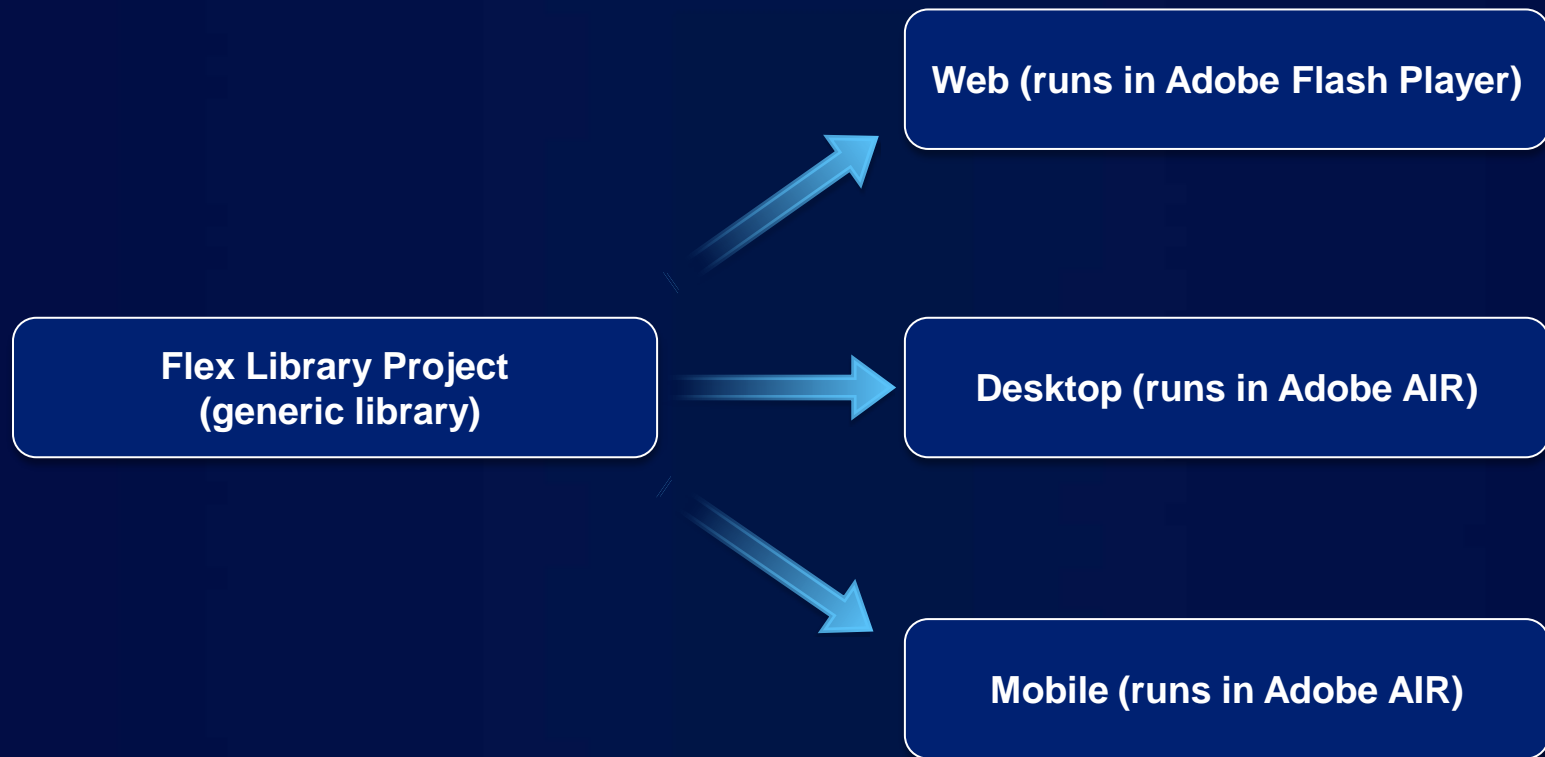 Web (runs in Adobe Flash Player)
Flex Library Project
(generic library)
Desktop (runs in Adobe AIR)
Mobile (runs in Adobe AIR)